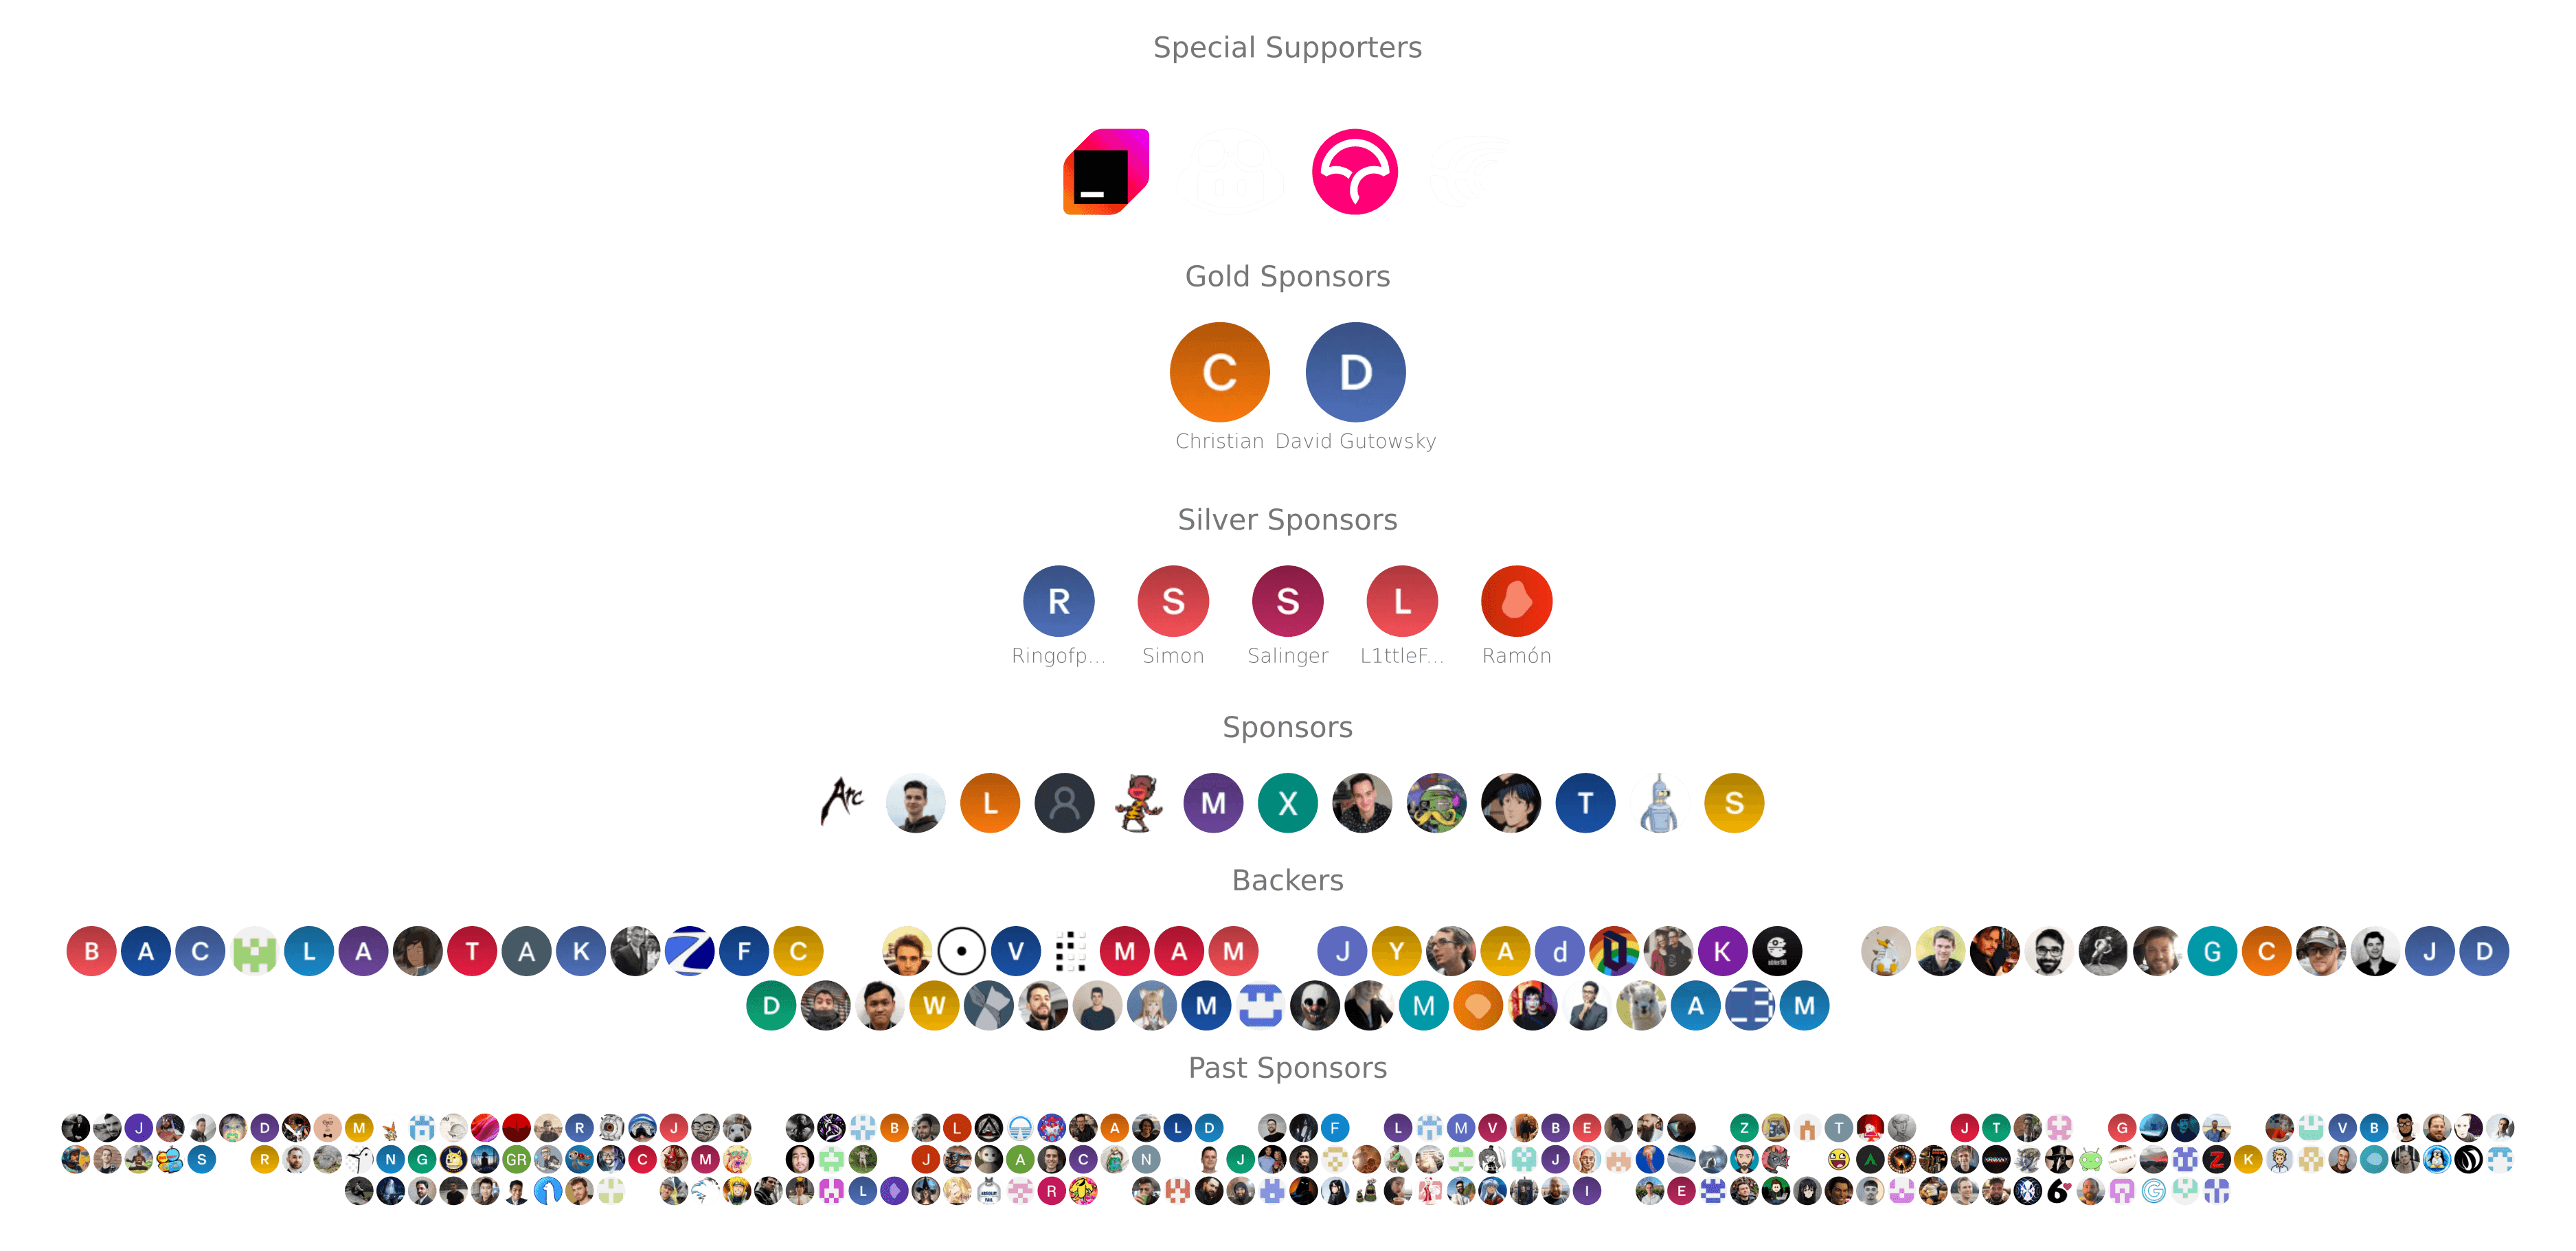 Special Supporters
Gold Sponsors
C D
Christian David Gutowsky
Silver Sponsors
R S S L
Ringofp... Simon Salinger L1ttleF... Ramón
Sponsors
Arc L M X T S
Backers
B A C L A T A K F C V M A M J Y A d K G C J D
D W M M A M
Past Sponsors
J D M R J B L A L D F L M V B E Z T J T G V B
S R N G GR C M J A C N J J A Z K
L R I E 6